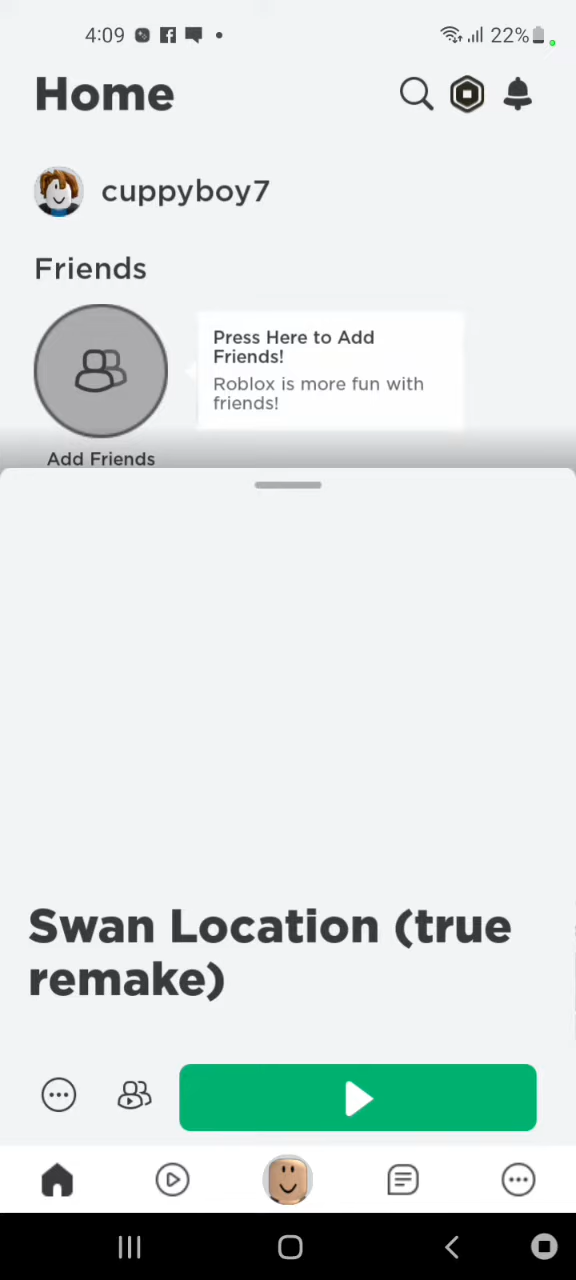 4:09
22%
Home
cuppyboy7
Friends
Press Here to Add
Friends!
Roblox is more fun with
friends!
Add Friends
Swan Location (true
remake)